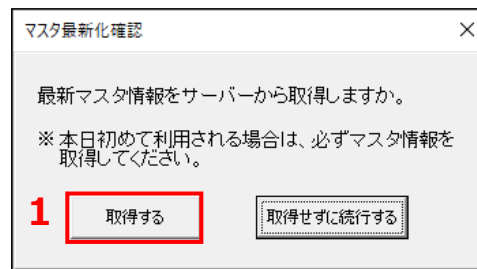 マスタ最新化確認
最新マスタ情報をサーバーから取得しますか。
※本日初めて利用される場合は、必ずマスタ情報を
取得してください。
1 取得する 取得せずに続行する